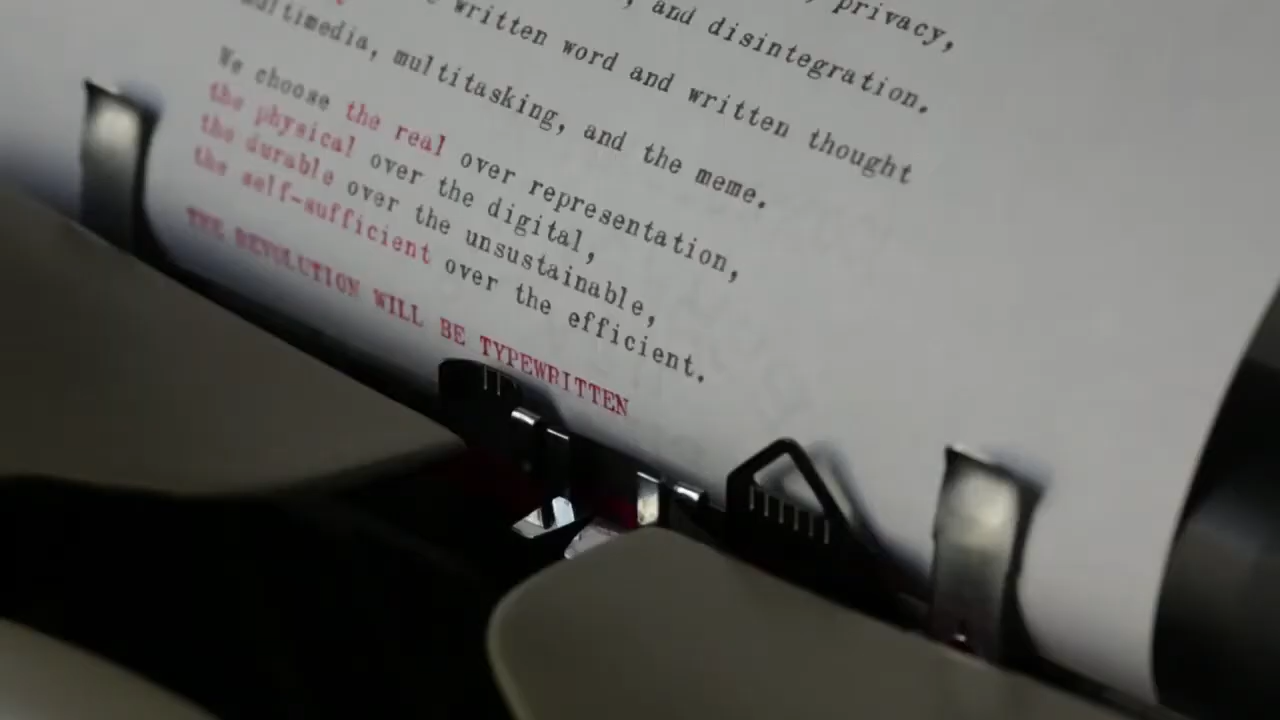 privacy,
, and disintegration.
written word and written thought
multimedia, multitasking, and the meme.
We choose the real over representation,
the physical over the digital,
the durable over the unsustainable,
the self-sufficient over the efficient.
THE REVOLUTION WILL BE TYPEWRITTEN